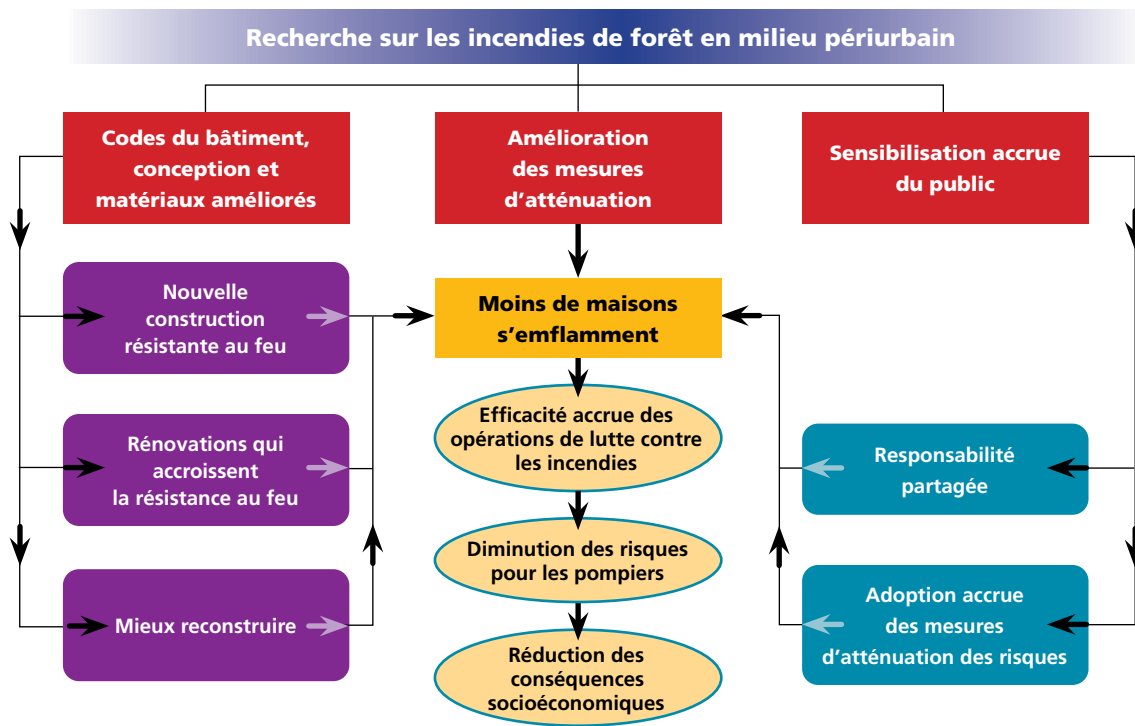 Recherche sur les incendies de forêt en milieu périurbain
Codes du bâtiment,
conception et
matériaux améliorés
Amélioration
des mesures
d'atténuation
Sensibilisation accrue
du public
Nouvelle
construction
résistante au feu
Moins de maisons
s'emflamment
Rénovations qui
accroissent
la résistance au feu
Efficacité accrue des
opérations de lutte contre
les incendies
Responsabilité
partagée
Diminution des risques
pour les pompiers
Mieux reconstruire
Adoption accrue
des mesures
d'atténuation des risques
Réduction des
conséquences
socioéconomiques